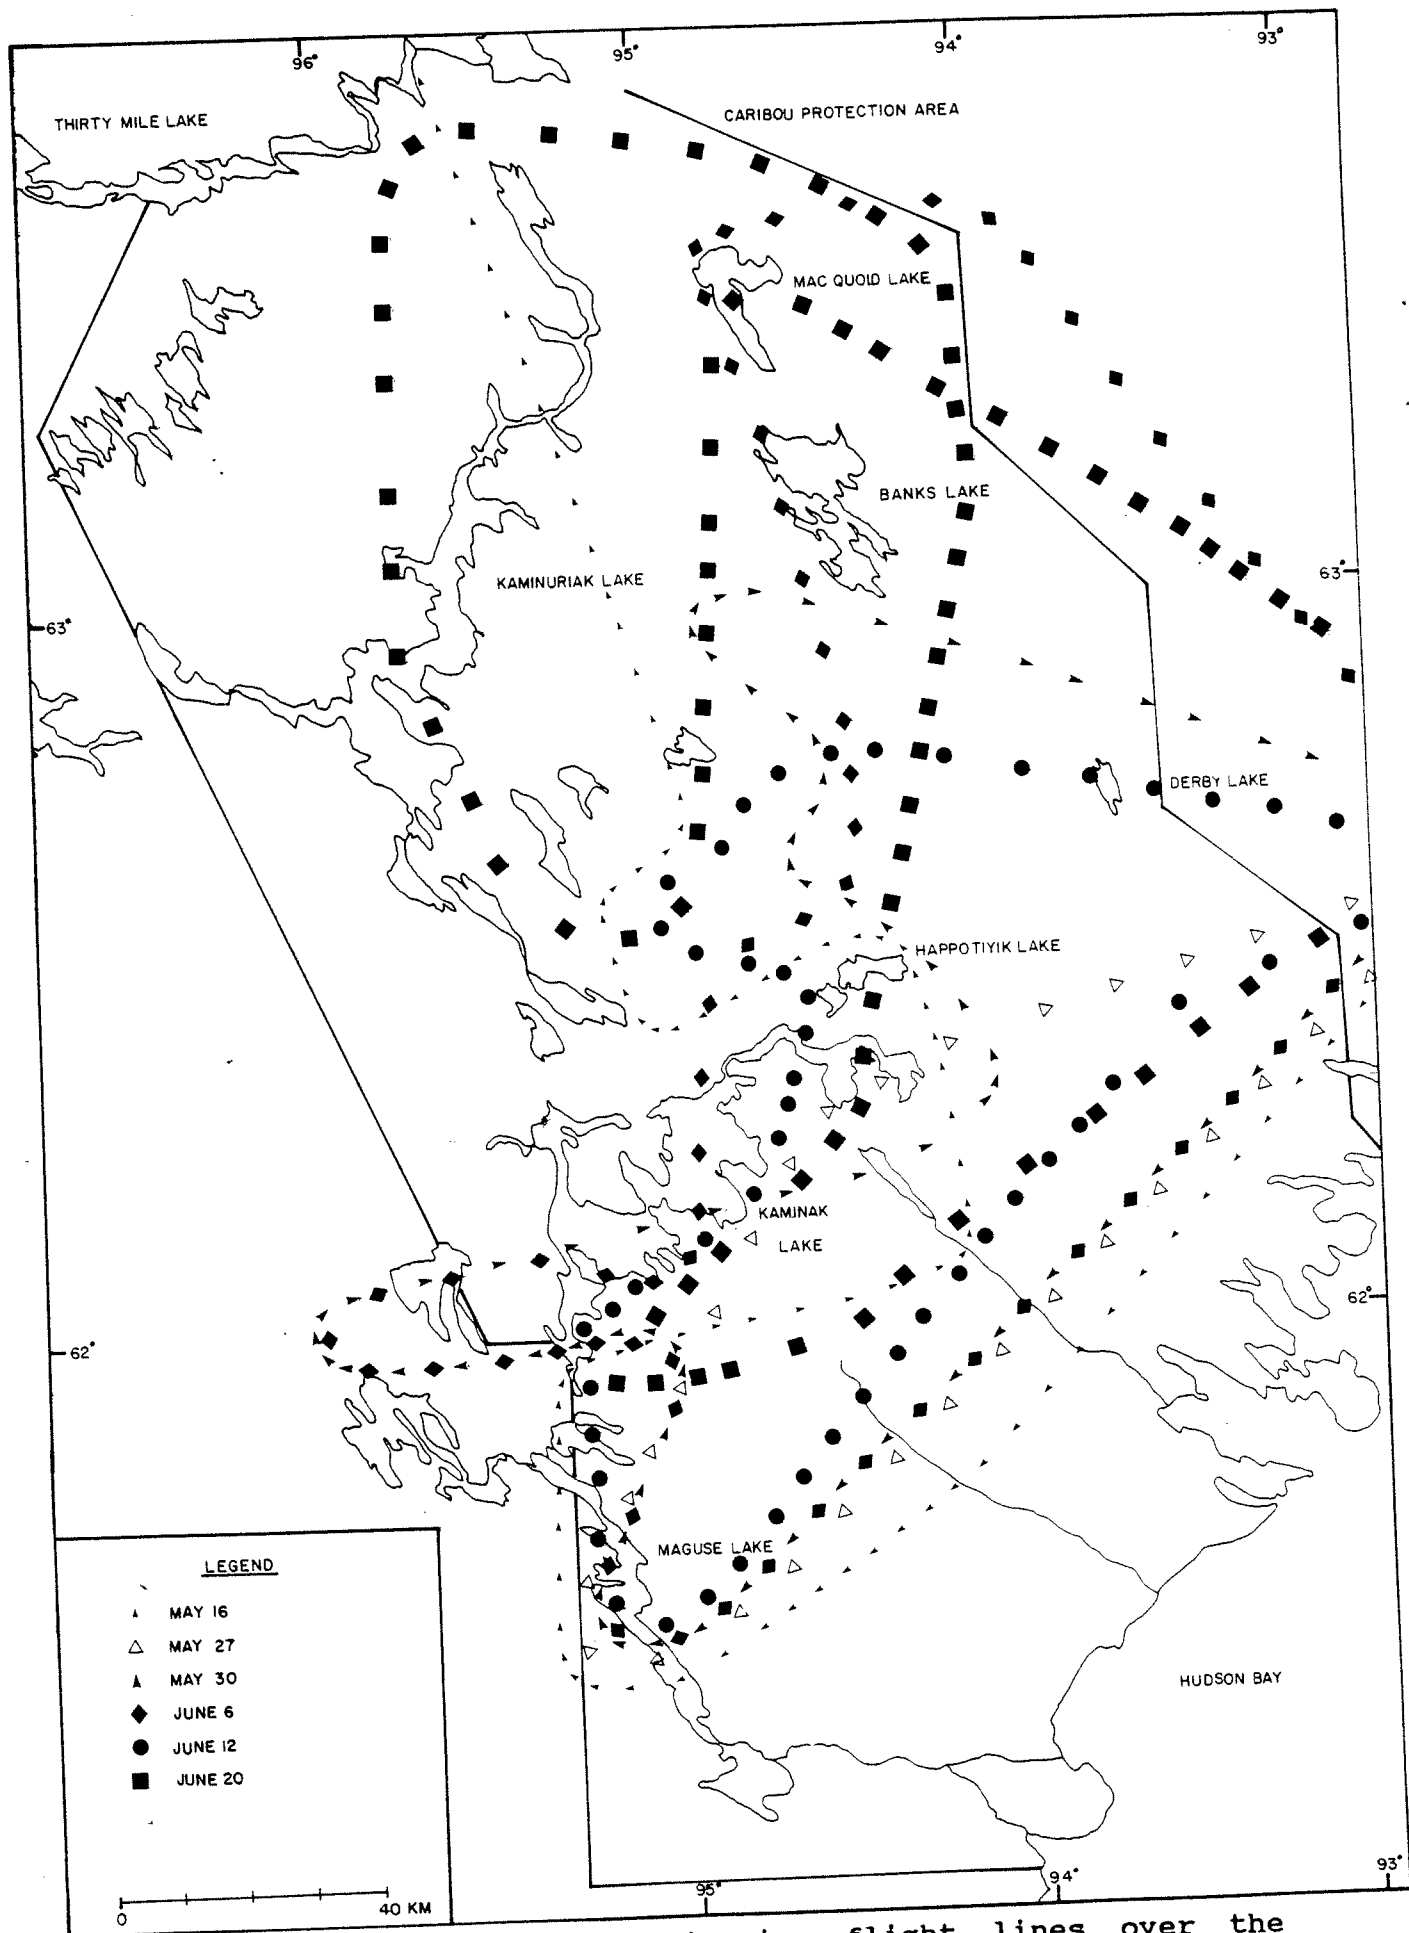 96°
95°
94°
93°
THIRTY MILE LAKE
CARIBOU PROTECTION AREA
MAC QUOID LAKE
BANKS LAKE
KAMINURIAK LAKE
63°
63°
DERBY LAKE
HAPPOTIYIK LAKE
KAMINAK
LAKE
62°
62°
MAGUSE LAKE
HUDSON BAY
LEGEND
MAY 16
MAY 27
MAY 30
JUNE 6
JUNE 12
JUNE 20
0
40 KM
95°
94°
93°
flight lines over the